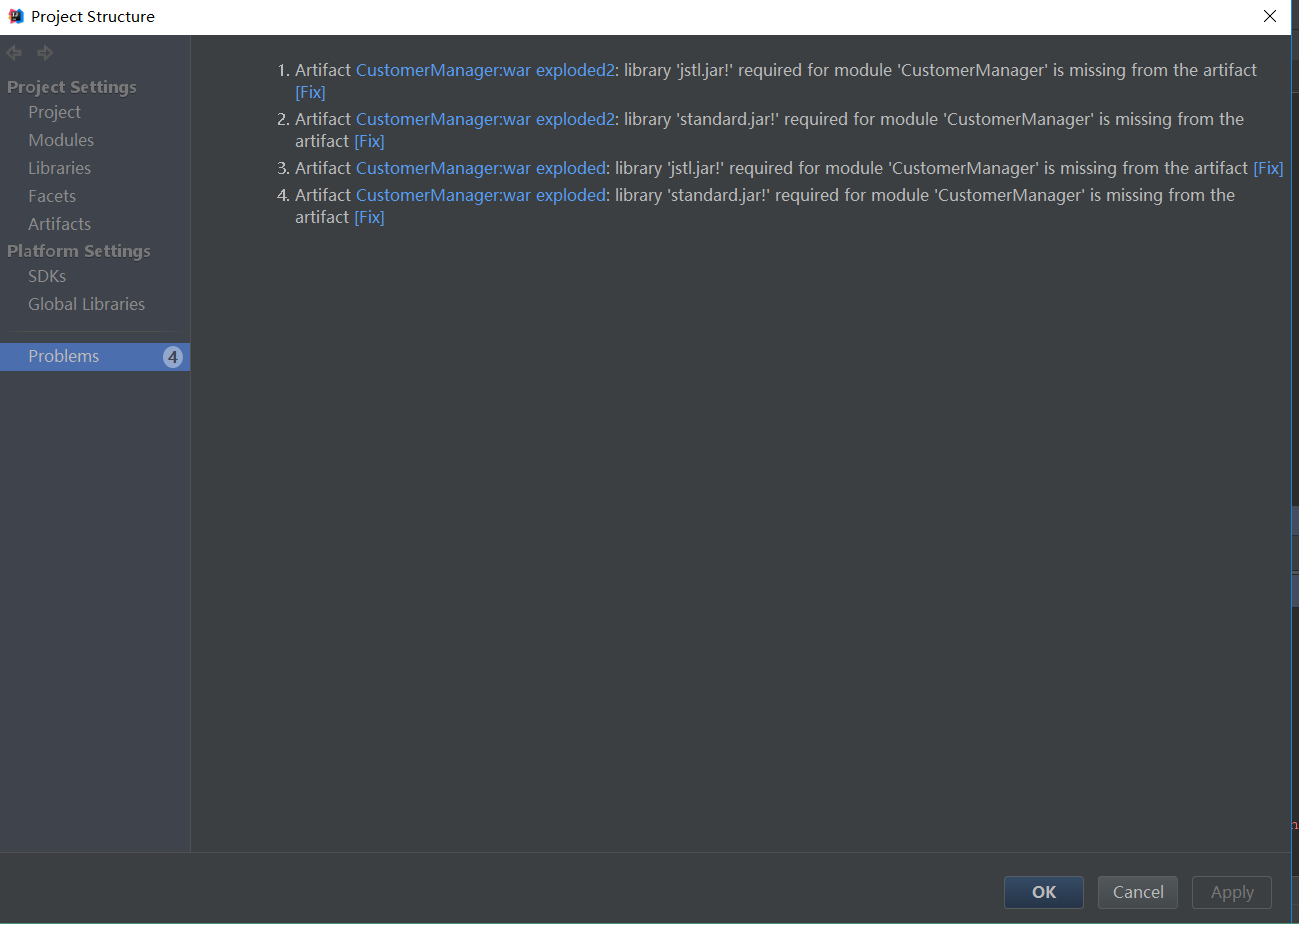 Project Structure
Project Settings
Project
Modules
Libraries
Facets
Artifacts
Platform Settings
SDKs
Global Libraries
Problems 4
1. Artifact CustomerManager:war exploded2: library 'jstl.jar!' required for module 'CustomerManager' is missing from the artifact
[Fix]
2. Artifact CustomerManager:war exploded2: library 'standard.jar!' required for module 'CustomerManager' is missing from the
artifact [Fix]
3. Artifact CustomerManager:war exploded: library 'jstl.jar!' required for module 'CustomerManager' is missing from the artifact [Fix]
4. Artifact CustomerManager:war exploded: library 'standard.jar!' required for module 'CustomerManager' is missing from the
artifact [Fix]
OK Cancel Apply